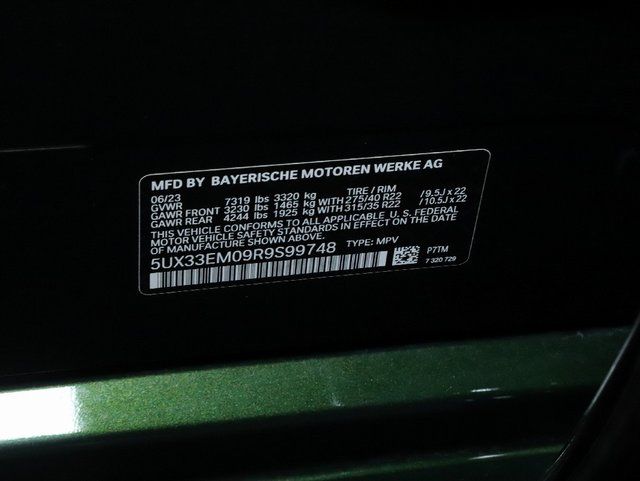 MFD BY BAYERISCHE MOTOREN WERKE AG
06/23 TIRE / RIM
GVWR 7319 lbs 3320 kg
GAWR FRONT 3230 lbs 1465 kg WITH 275/40 R22 /9.5J x 22
GAWR REAR 4244 lbs 1925 kg WITH 315/35 R22 /10.5J x 22
THIS VEHICLE CONFORMS TO ALL APPLICABLE U. S. FEDERAL
MOTOR VEHICLE SAFETY STANDARDS IN EFFECT ON THE DATE
OF MANUFACTURE SHOWN ABOVE.
5UX33EM09R9S99748 TYPE: MPV
P7TM
7 320 729